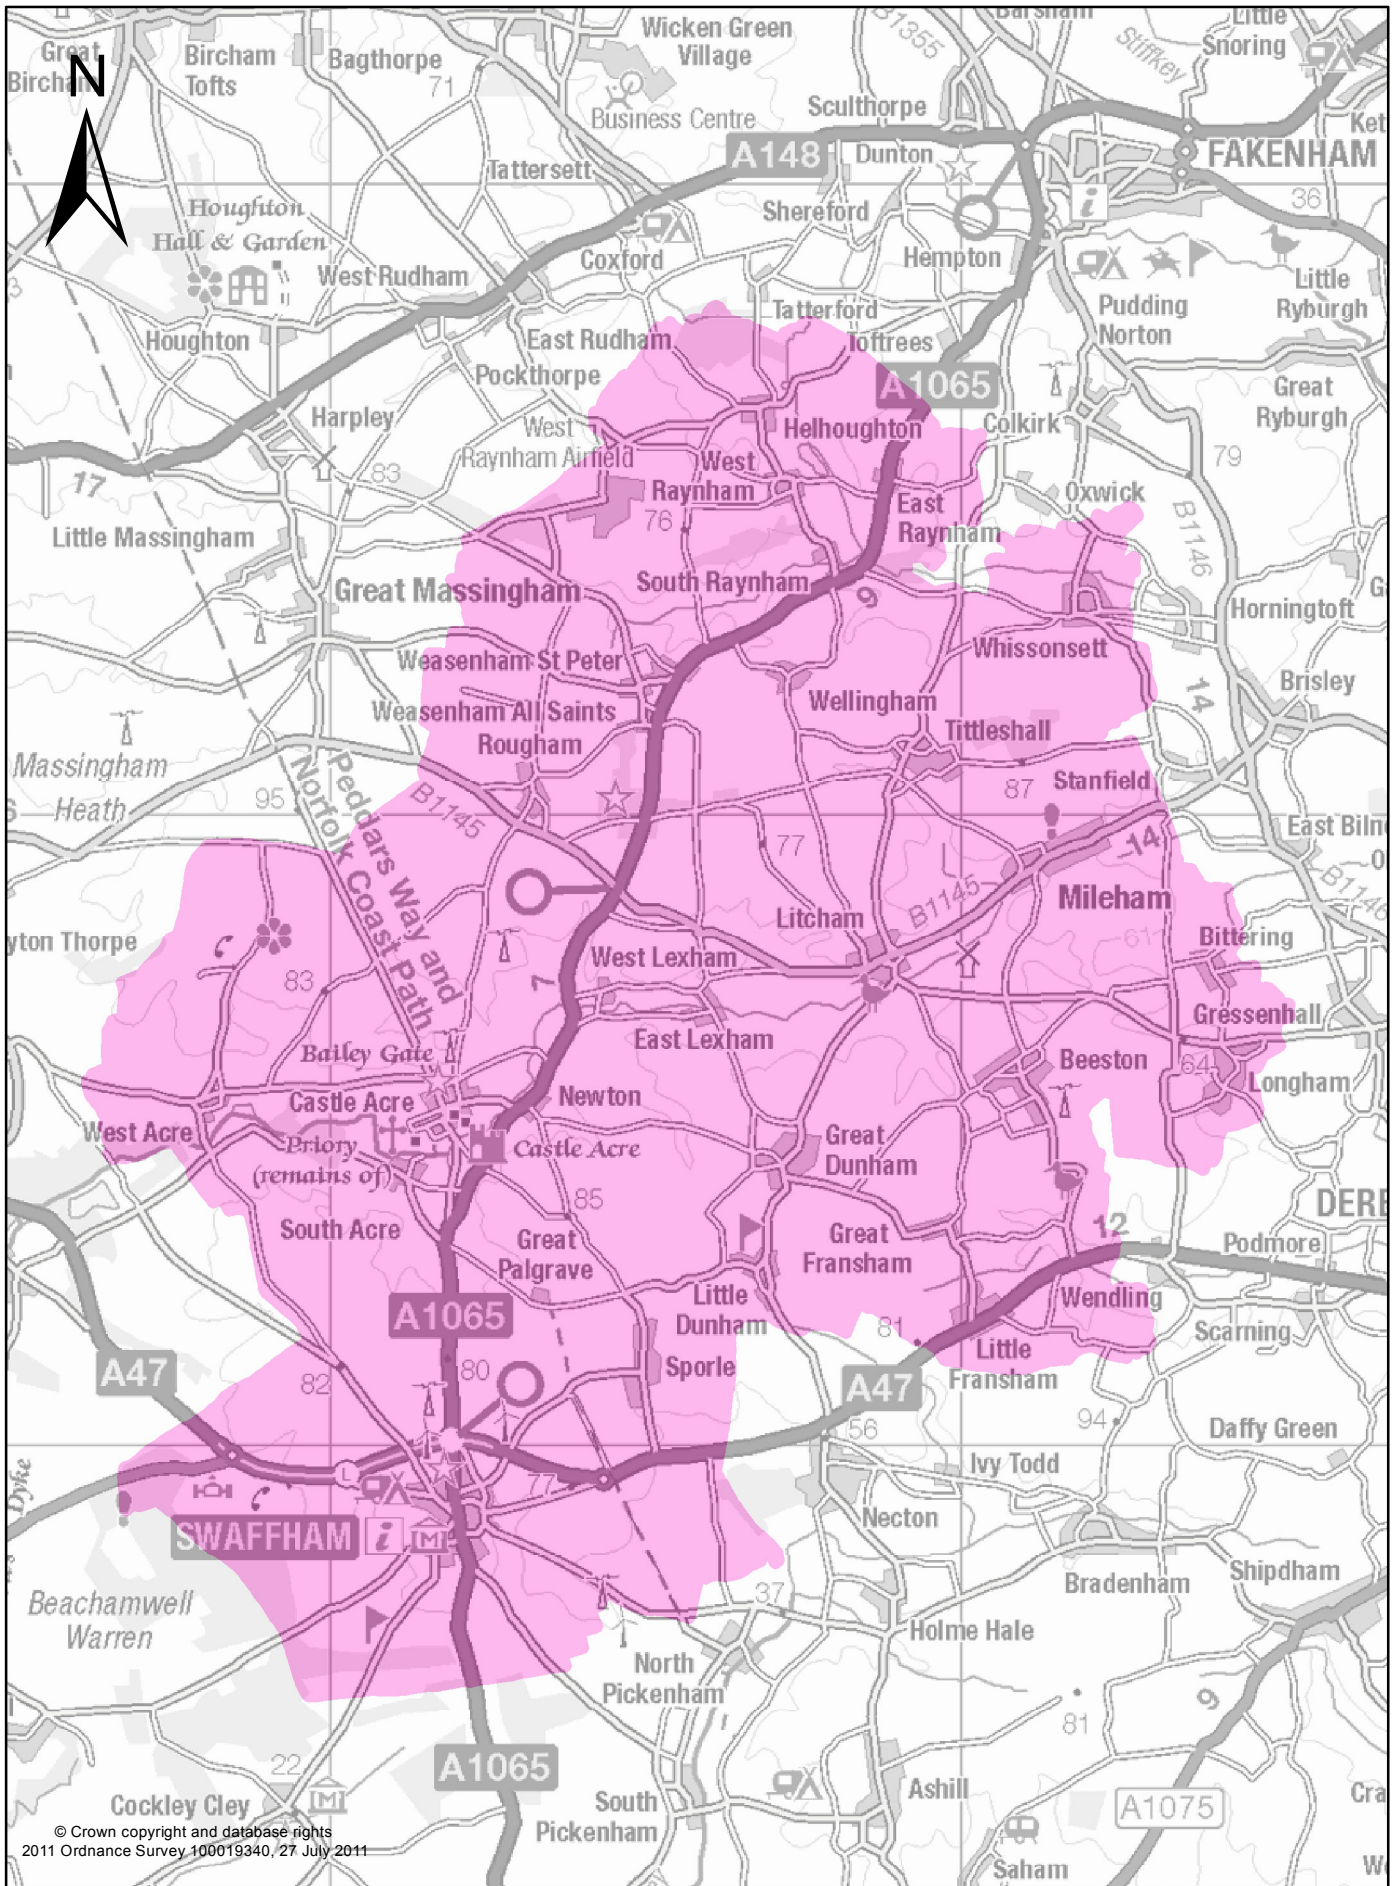 Great
Bircham
N
Bircham
Tofts
Bagthorpe
71
Wicken Green
Village
Business Centre
B1355
Barsham
Stiffkey
Little
Snoring
Sculthorpe
A148
Dunton
FAKENHAM
Ket
Tattersett
Shereford
36
Houghton
Hall & Garden
West Rudham
Coxford
Hempton
Tatterford
Pudding
Norton
Little
Ryburgh
Houghton
East Rudham
Toftrees
Pockthorpe
A1065
Great
Ryburgh
Harpley
West
Raynham Airfield
Helhoughton
Colkirk
83
West
Raynham
79
17
76
East
Raynham
Oxwick
B1146
Little Massingham
Great Massingham
South Raynham
9
Horningtoft
Weasenham St Peter
Whissonsett
Brisley
14
Weasenham All Saints
Wellingham
Rougham
Tittleshall
Massingham
Heath
Peddars Way and
Norfolk Coast Path
95
B1145
87
Stanfield
77
14
East Biln
B1146
Litcham
B1145
Mileham
61
yton Thorpe
West Lexham
Bittering
83
7
Gressenhall
East Lexham
Bailey Gate
Beeston
64
Newton
Longham
Castle Acre
West Acre
Priory
(remains of)
Castle Acre
Great
Dunham
85
DERE
South Acre
12
Great
Palgrave
Great
Fransham
Podmore
Little
Dunham
Wendling
A1065
81
Scarning
A47
80
Sporle
Little
Fransham
82
A47
94
56
Daffy Green
Dyke
L
Ivy Todd
77
SWAFFHAM
i
M
Necton
Bradenham
Shipdham
Beachamwell
Warren
37
Holme Hale
North
Pickenham
9
81
A1065
22
M
Cockley Cley
South
Pickenham
Ashill
A1075
Cra
© Crown copyright and database rights
2011 Ordnance Survey 100019340, 27 July 2011
Saham